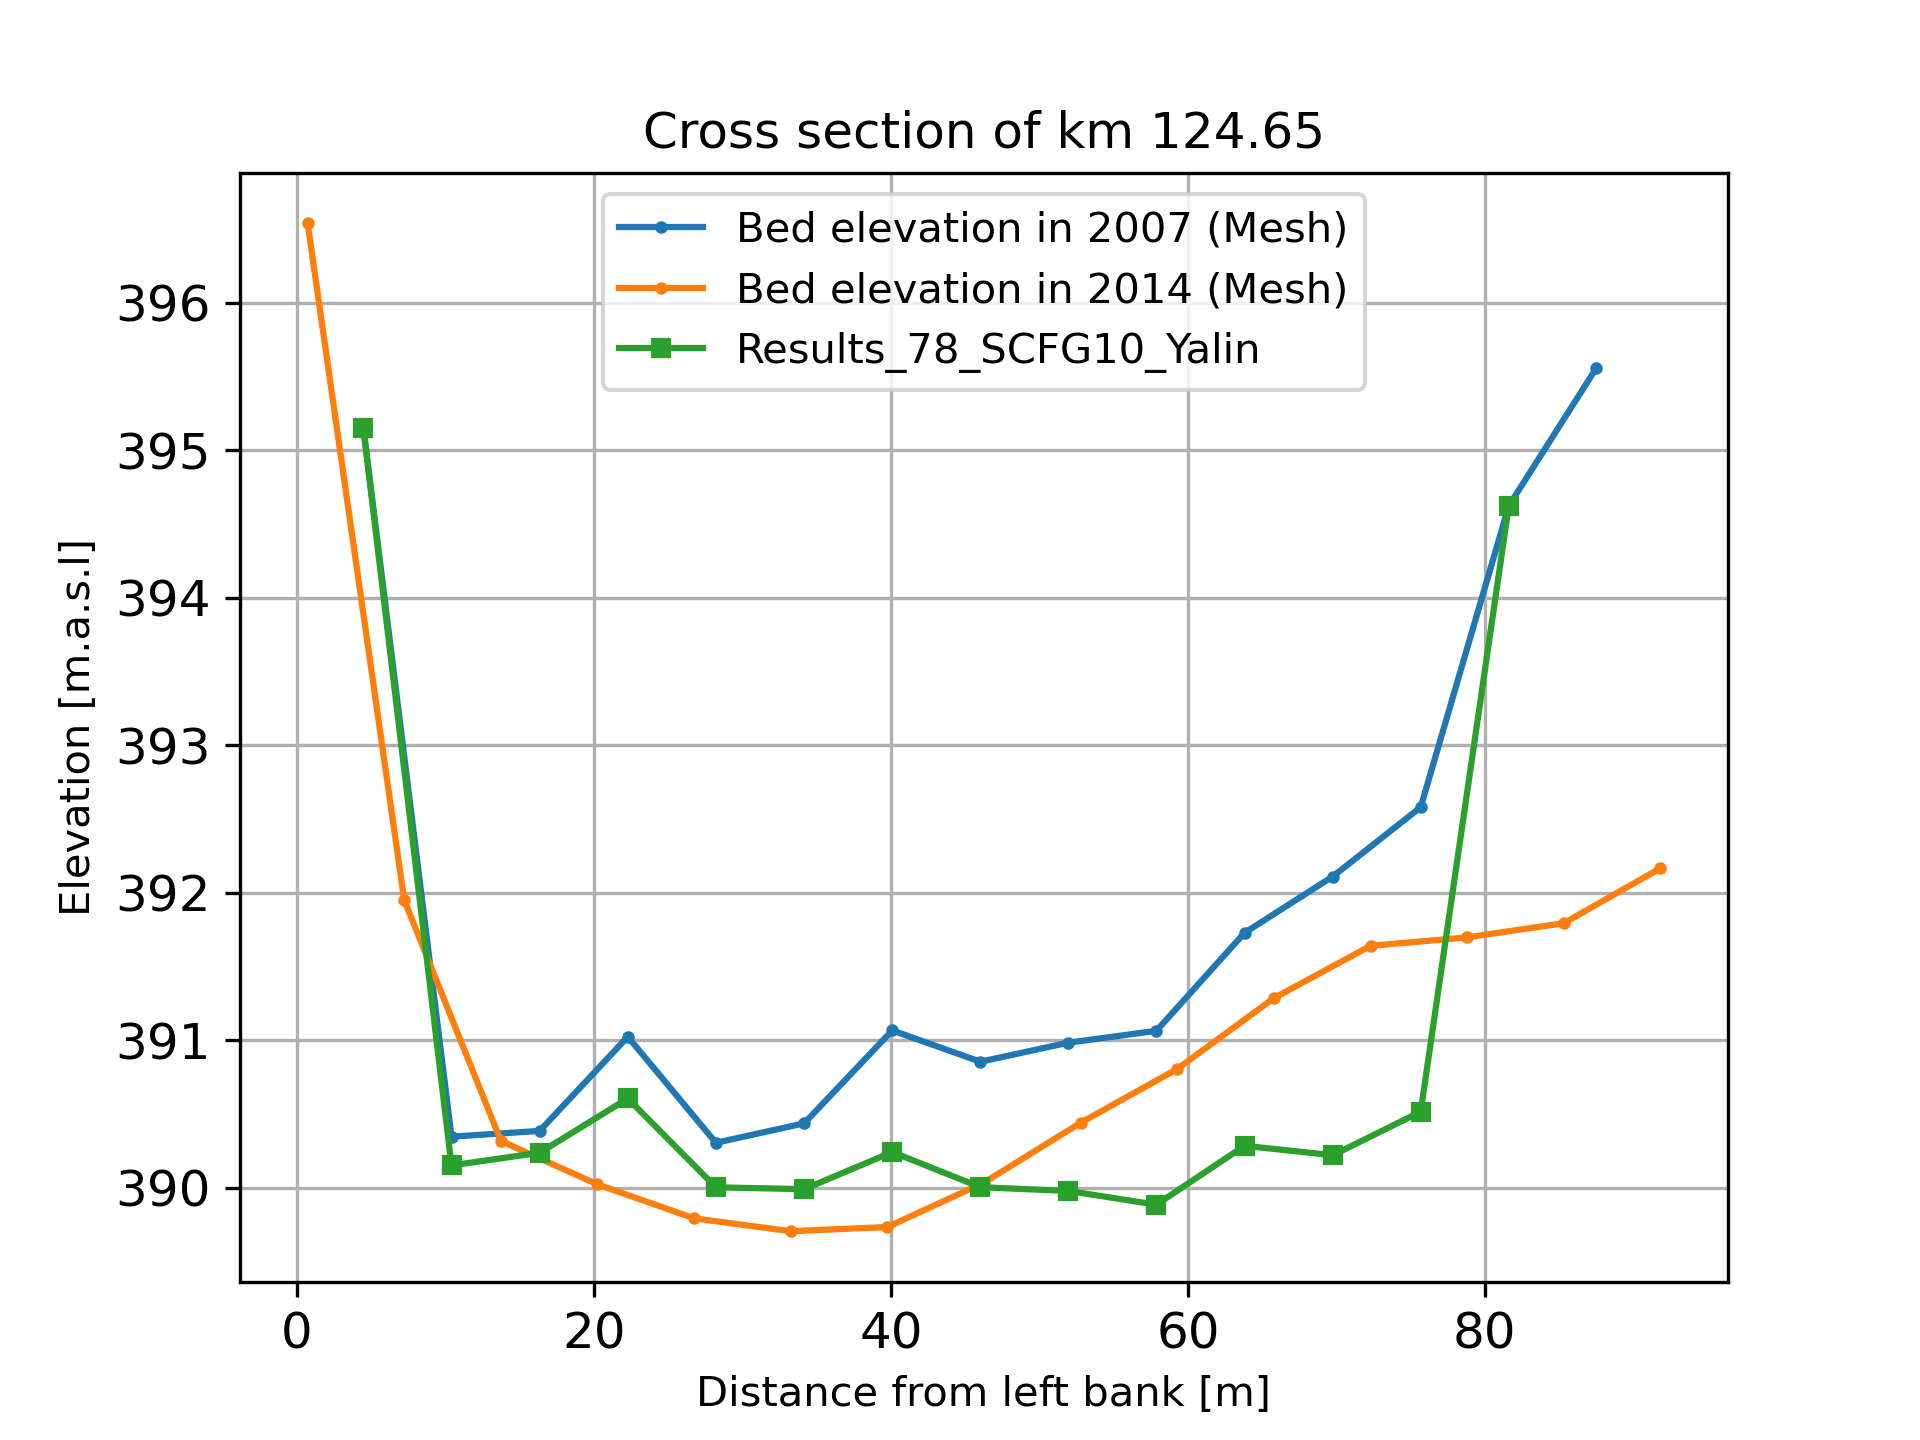 Cross section of km 124.65
Bed elevation in 2007 (Mesh)
Bed elevation in 2014 (Mesh)
Results_78_SCFG10_Yalin
396
395
394
393
392
391
390
Elevation [m.a.s.l]
0 20 40 60 80
Distance from left bank [m]